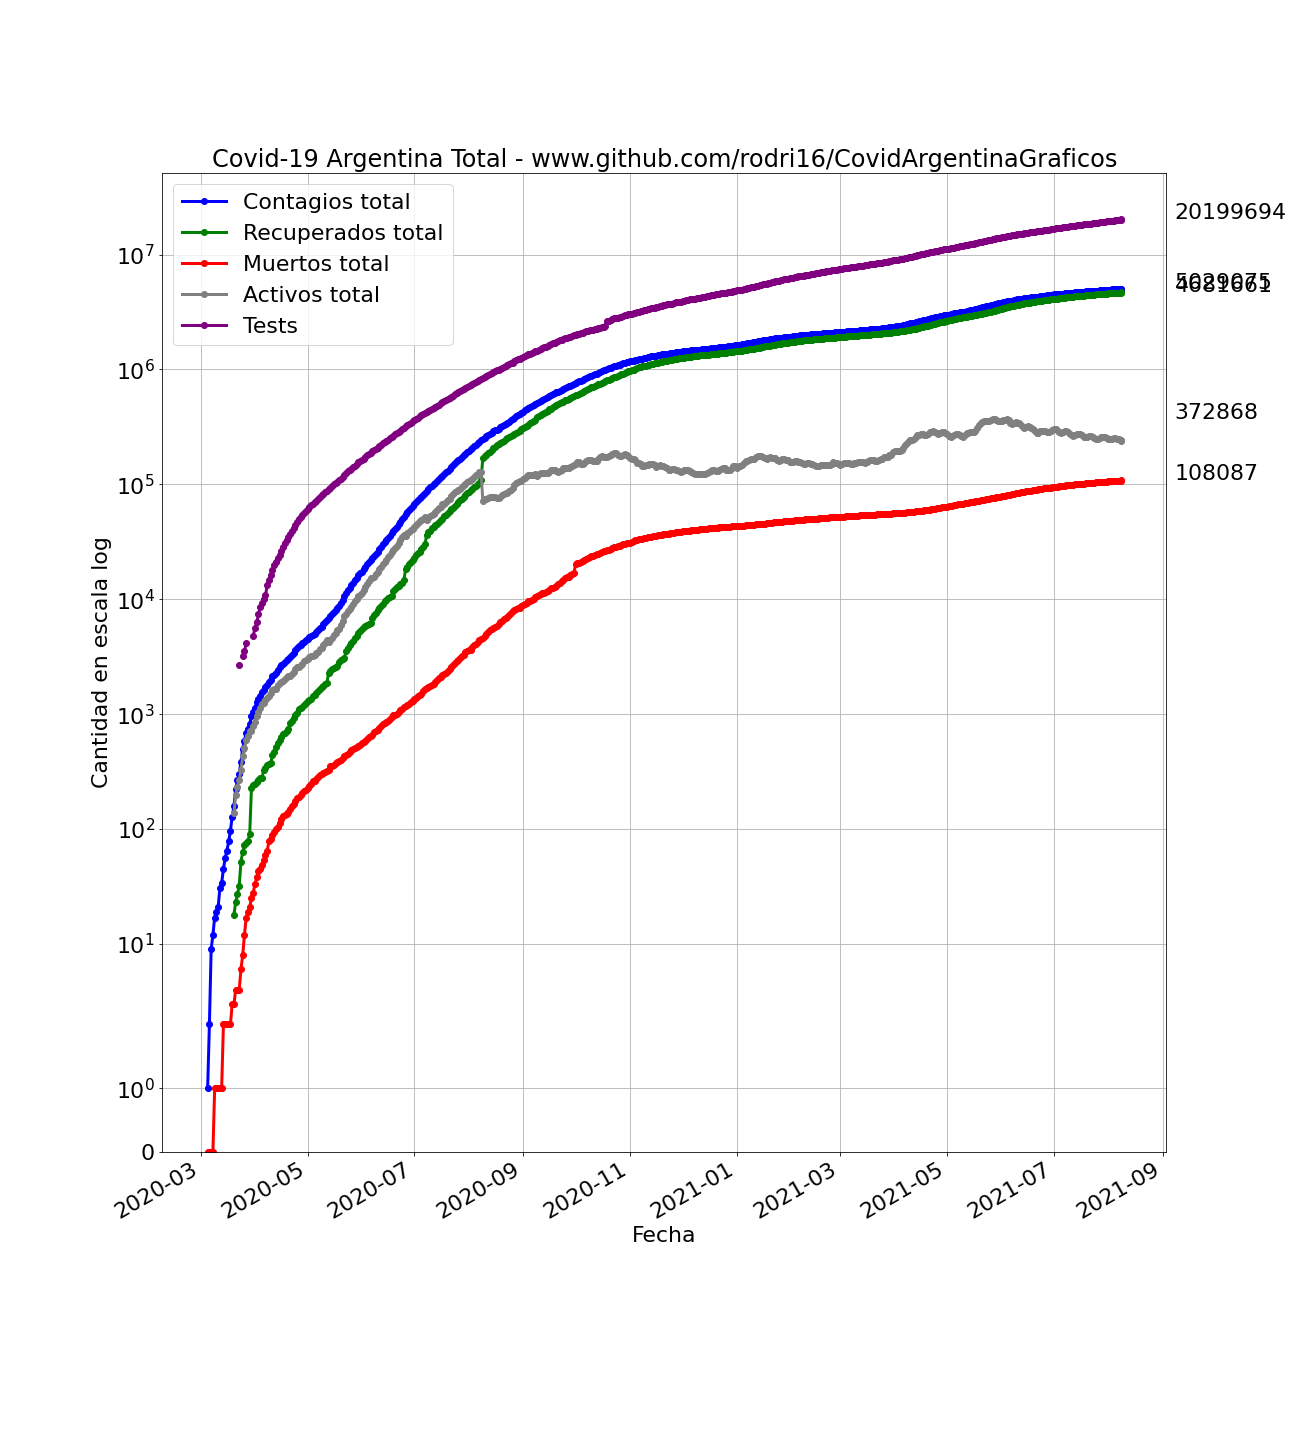 Covid-19 Argentina Total - www.github.com/rodri16/CovidArgentinaGraficos
Contagios total
Recuperados total
Muertos total
Activos total
Tests
20199694
372868
108087
10^7
10^6
10^5
10^4
10^3
10^2
10^1
10^0
0
Cantidad en escala log
2020-03
2020-05
2020-07
2020-09
2020-11
2021-01
2021-03
2021-05
2021-07
2021-09
Fecha